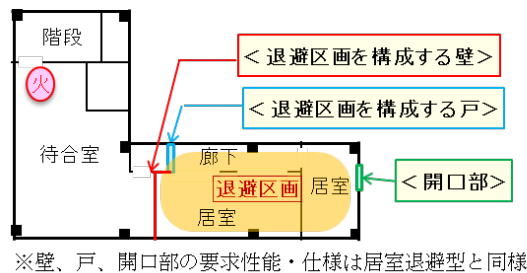 階段
火
<退避区画を構成する壁>
<退避区画を構成する戸>
待合室
廊下
退避区画
居室
<開口部>
居室
※壁、戸、開口部の要求性能・仕様は居室退避型と同様